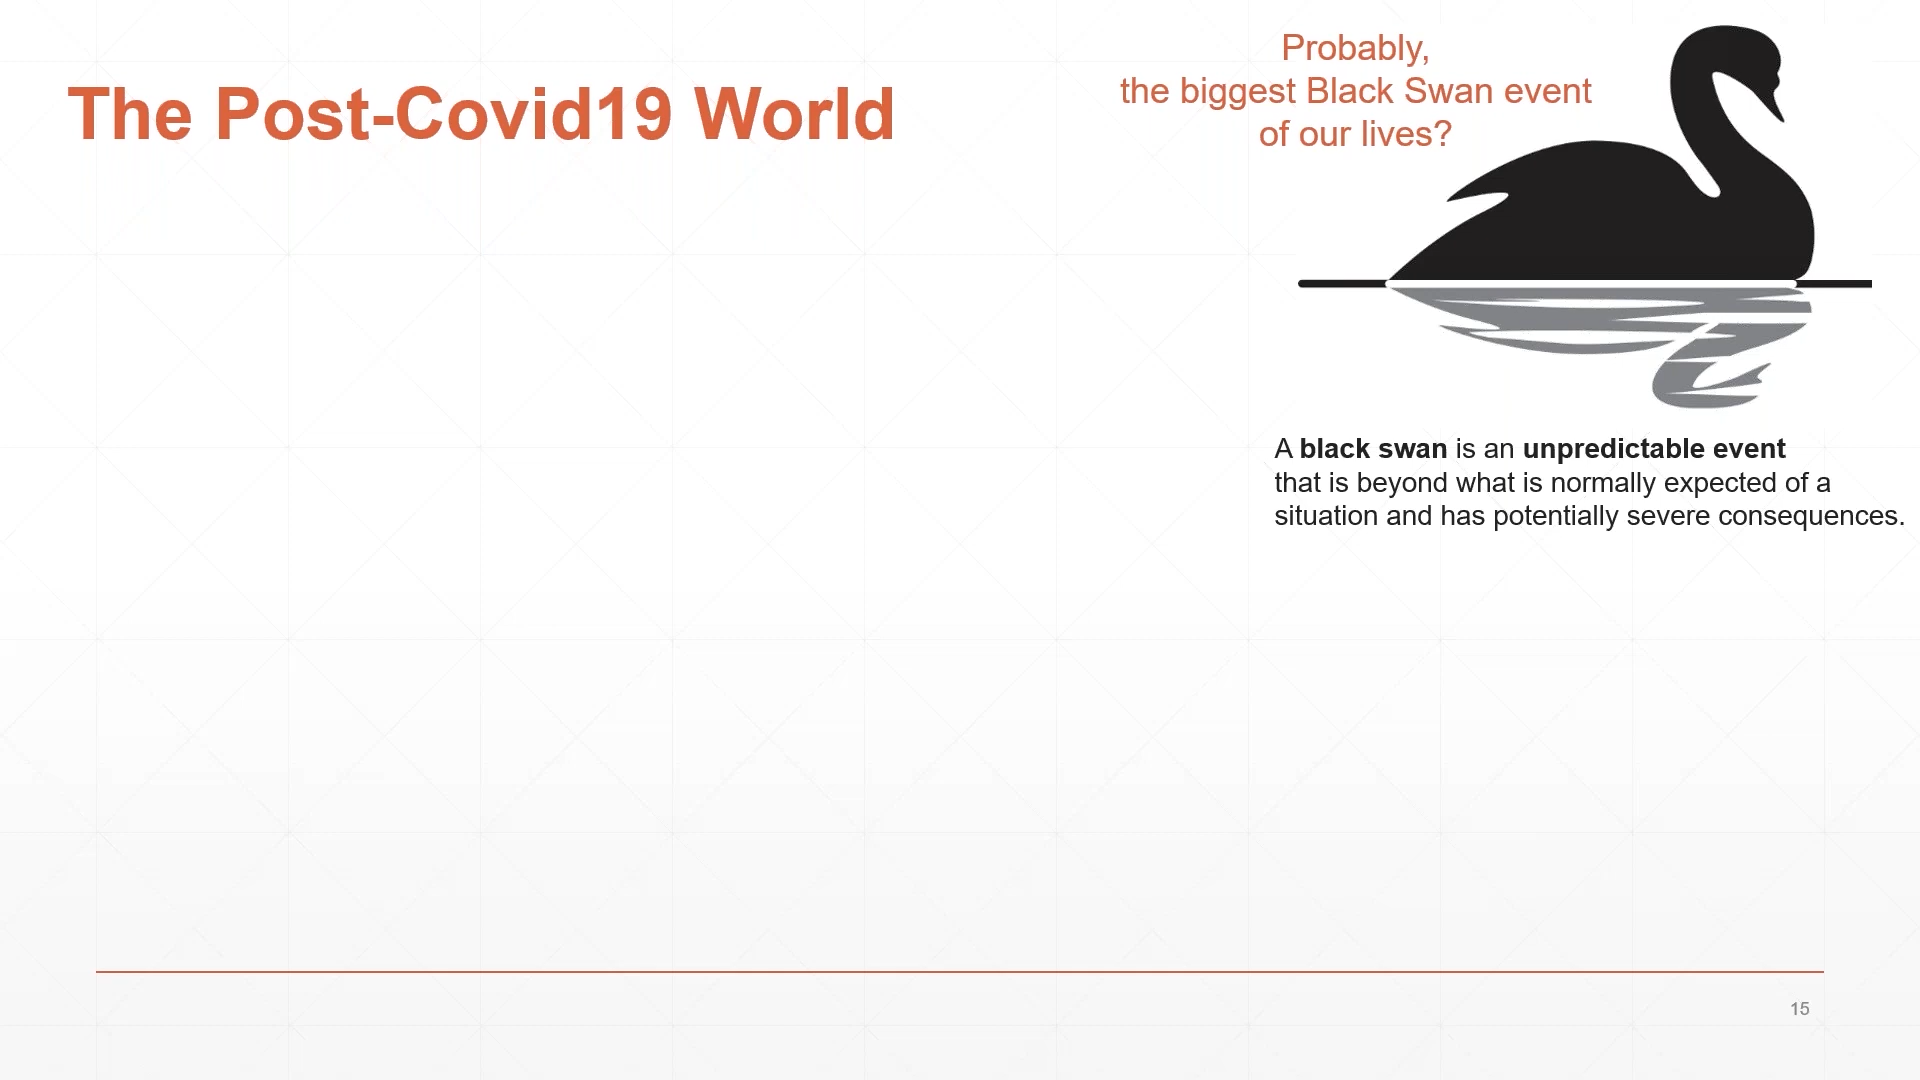 The Post-Covid19 World
Probably,
the biggest Black Swan event
of our lives?
A black swan is an unpredictable event
that is beyond what is normally expected of a
situation and has potentially severe consequences.
15